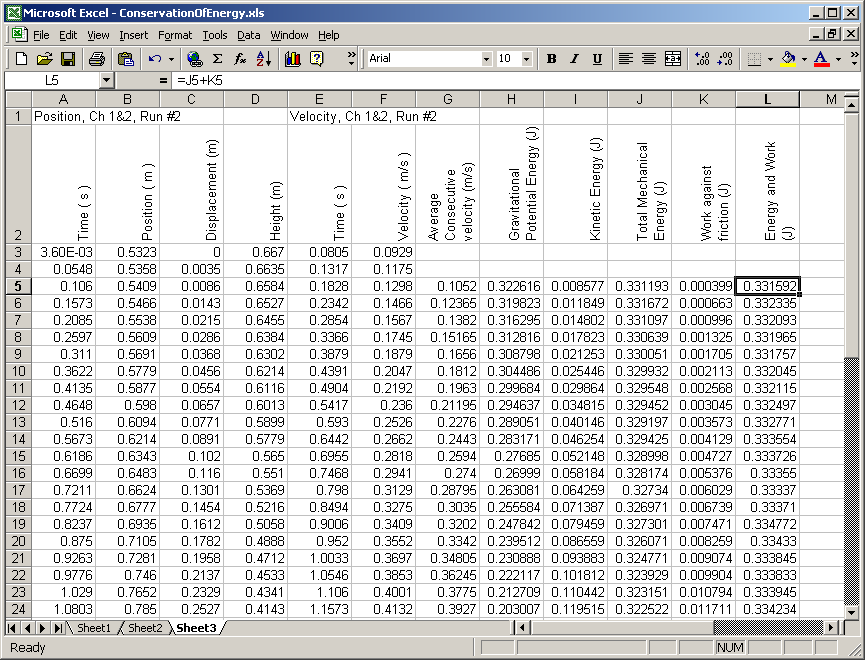 Microsoft Excel - ConservationOfEnergy.xls
File Edit View Insert Format Tools Data Window Help
Arial 10 B I U
L5 = =J5+K5
A B C D E F G H I J K L M
1 Position, Ch 1&2, Run #2 Velocity, Ch 1&2, Run #2
2 Time ( s ) Position ( m ) Displacement (m) Height (m) Time ( s ) Velocity ( m/s ) Average Consecutive velocity (m/s) Gravitational Potential Energy (J) Kinetic Energy (J) Total Mechanical Energy (J) Work against friction (J) Energy and Work (J)
3 3.60E-03 0.5323 0 0.667 0.0805 0.0929
4 0.0548 0.5358 0.0035 0.6635 0.1317 0.1175
5 0.106 0.5409 0.0086 0.6584 0.1828 0.1298 0.1052 0.322616 0.008577 0.331193 0.000399 0.331592
6 0.1573 0.5466 0.0143 0.6527 0.2342 0.1466 0.12365 0.319823 0.011849 0.331672 0.000663 0.332335
7 0.2085 0.5538 0.0215 0.6455 0.2854 0.1567 0.1382 0.316295 0.014802 0.331097 0.000996 0.332093
8 0.2597 0.5609 0.0286 0.6384 0.3366 0.1745 0.15165 0.312816 0.017823 0.330639 0.001325 0.331965
9 0.311 0.5691 0.0368 0.6302 0.3879 0.1879 0.1656 0.308798 0.021253 0.330051 0.001705 0.331757
10 0.3622 0.5779 0.0456 0.6214 0.4391 0.2047 0.1812 0.304486 0.025446 0.329932 0.002113 0.332045
11 0.4135 0.5877 0.0554 0.6116 0.4904 0.2192 0.1963 0.299684 0.029864 0.329548 0.002568 0.332115
12 0.4648 0.598 0.0657 0.6013 0.5417 0.236 0.21195 0.294637 0.034815 0.329452 0.003045 0.332497
13 0.516 0.6094 0.0771 0.5899 0.593 0.2526 0.2276 0.289051 0.040146 0.329197 0.003573 0.332771
14 0.5673 0.6214 0.0891 0.5779 0.6442 0.2662 0.2443 0.283171 0.046254 0.329425 0.004129 0.333554
15 0.6186 0.6343 0.102 0.565 0.6955 0.2818 0.2594 0.27685 0.052148 0.328998 0.004727 0.333726
16 0.6699 0.6483 0.116 0.551 0.7468 0.2941 0.274 0.26999 0.058184 0.328174 0.005376 0.33355
17 0.7211 0.6624 0.1301 0.5369 0.798 0.3129 0.28795 0.263081 0.064259 0.32734 0.006029 0.33337
18 0.7724 0.6777 0.1454 0.5216 0.8494 0.3275 0.3035 0.255584 0.071387 0.326971 0.006739 0.33371
19 0.8237 0.6935 0.1612 0.5058 0.9006 0.3409 0.3202 0.247842 0.079459 0.327301 0.007471 0.334772
20 0.875 0.7105 0.1782 0.4888 0.952 0.3552 0.3342 0.239512 0.086559 0.326071 0.008259 0.33433
21 0.9263 0.7281 0.1958 0.4712 1.0033 0.3697 0.34805 0.230888 0.093883 0.324771 0.009074 0.333845
22 0.9776 0.746 0.2137 0.4533 1.0546 0.3853 0.36245 0.222117 0.101812 0.323929 0.009904 0.333833
23 1.029 0.7652 0.2329 0.4341 1.106 0.4001 0.3775 0.212709 0.110442 0.323151 0.010794 0.333945
24 1.0803 0.785 0.2527 0.4143 1.1573 0.4132 0.3927 0.203007 0.119515 0.322522 0.011711 0.334234
Sheet1 Sheet2 Sheet3
Ready NUM